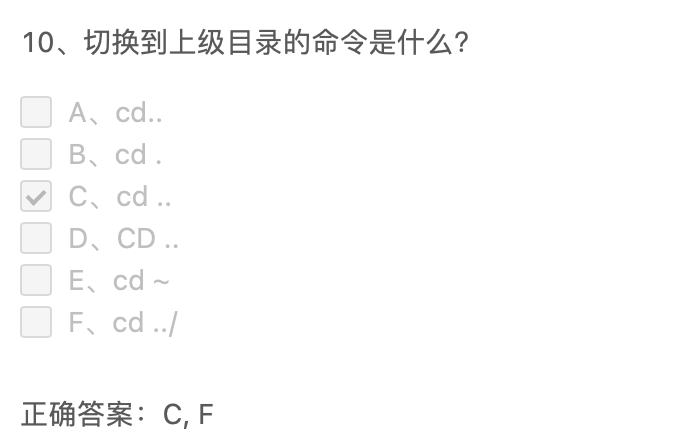 10、切换到上级目录的命令是什么?
A、cd..
B、cd .
C、cd ..
D、CD ..
E、cd ~
F、cd ../
正确答案：C, F